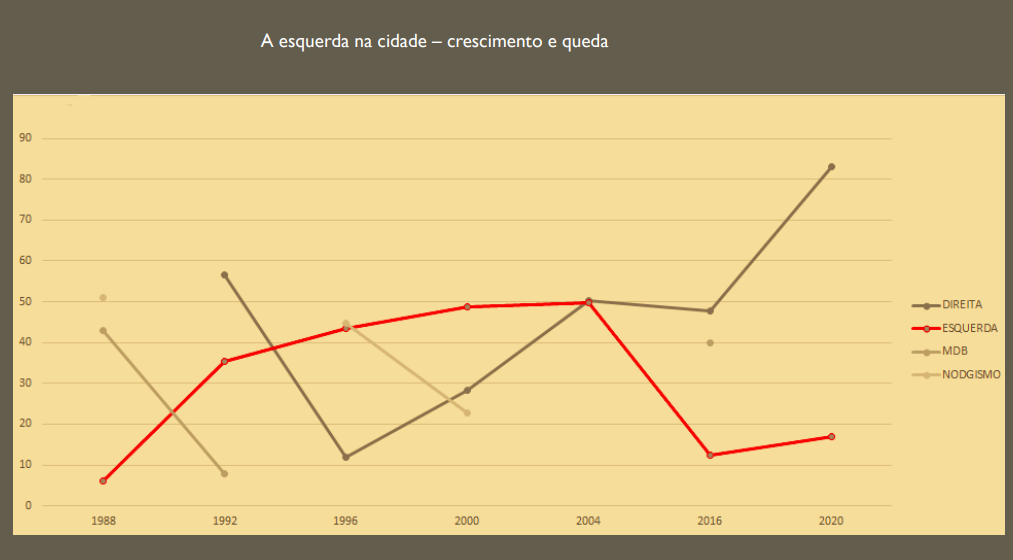 A esquerda na cidade – crescimento e queda
90
80
70
60
50
40
30
20
10
0
1988 1992 1996 2000 2004 2016 2020
DIREITA
ESQUERDA
MDB
NODGISMO